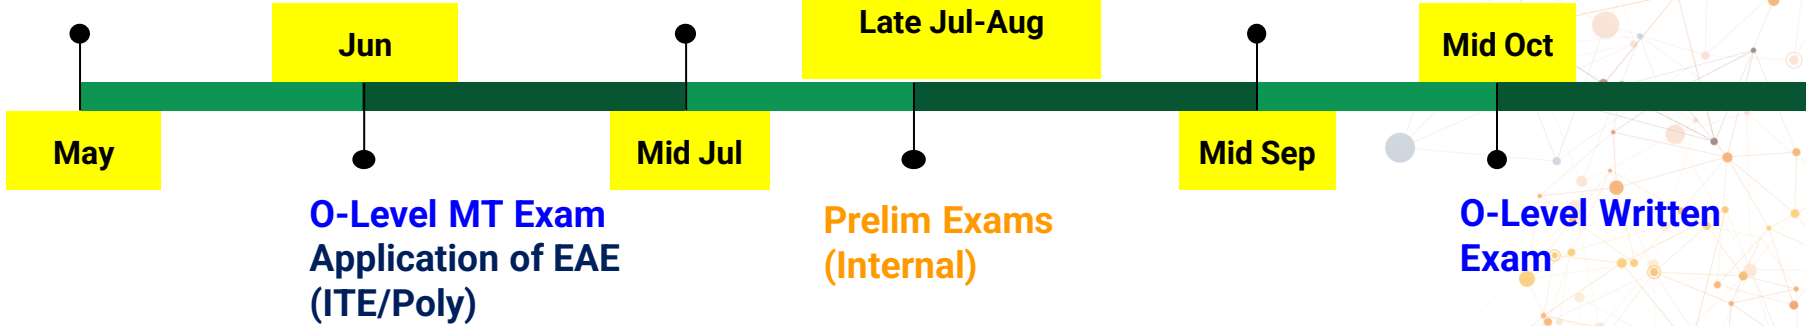 Jun
Late Jul-Aug
Mid Oct
May
Mid Jul
Mid Sep
O-Level MT Exam
Application of EAE
(ITE/Poly)
Prelim Exams
(Internal)
O-Level Written
Exam